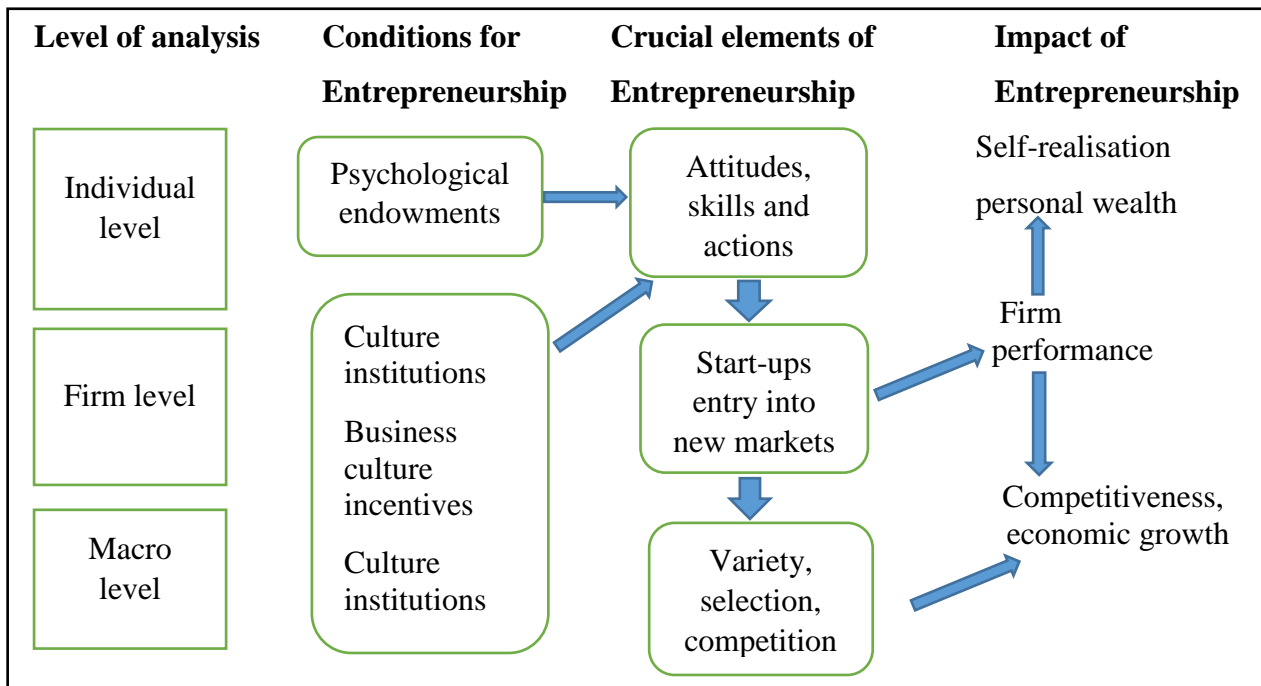 Level of analysis
Conditions for
Entrepreneurship
Crucial elements of
Entrepreneurship
Impact of
Entrepreneurship
Individual
level
Psychological
endowments
Attitudes,
skills and
actions
Self-realisation
personal wealth
Firm level
Culture
institutions
Business
culture
incentives
Culture
institutions
Start-ups
entry into
new markets
Firm
performance
Macro
level
Variety,
selection,
competition
Competitiveness,
economic growth